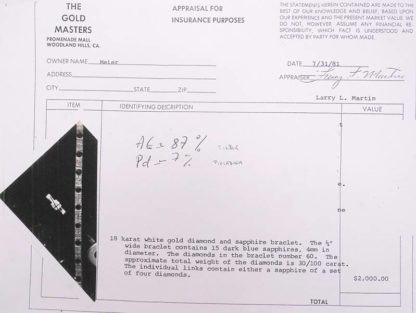 THE
GOLD
MASTERS
PROMENADE MALL
WOODLAND HILLS, CA.
APPRAISAL FOR
INSURANCE PURPOSES
THE STATEMENTS HEREIN CONTAINED ARE MADE TO THE
BEST OF OUR KNOWLEDGE AND BELIEF, BASED UPON
OUR EXPERIENCE AND THE PRESENT MARKET VALUE. WE
DO NOT, HOWEVER, ASSUME ANY FINANCIAL RE-
SPONSIBILITY, WHICH FACT IS UNDERSTOOD AND
ACCEPTED BY PARTY FOR WHOM MADE.
OWNER NAME Meier
DATE 7/31/81
ADDRESS
APPRAISER
CITY STATE ZIP
Larry L. Martin
ITEM
IDENTIFYING DESCRIPTION
VALUE
87 %
Pd = 7 %
18 karat white gold diamond and sapphire braclet. The ¼"
wide bracelet contains 15 dark blue sapphires, 4mm in
diameter. The diamonds in the bracelet number 60. The
approximate total weight of the diamonds is 30/100 carat.
The individual links contain either a sapphire of a set
of four diamonds.
$2,000.00
TOTAL